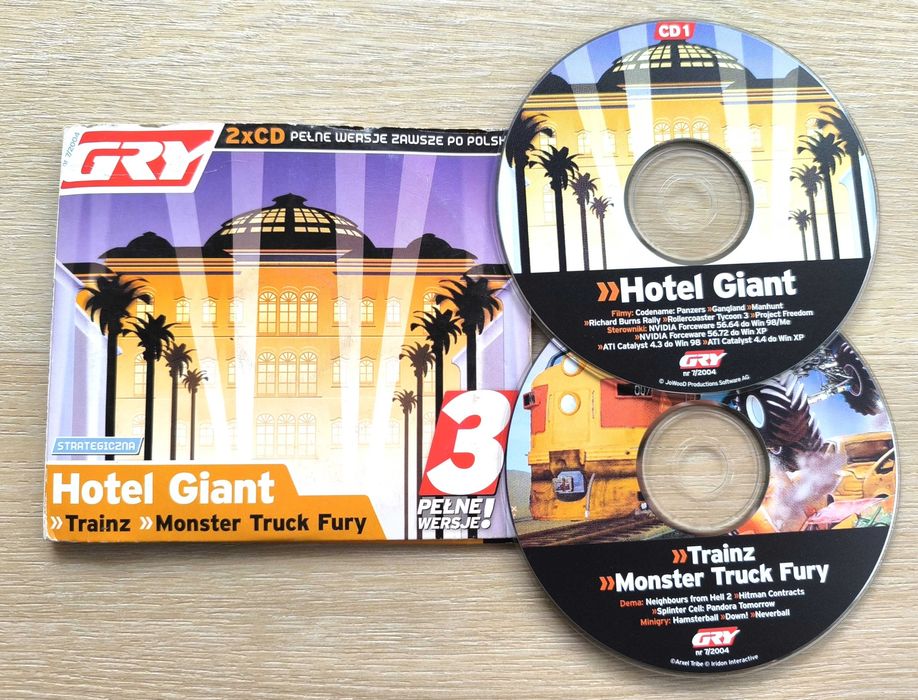 nr 7/2004
GRY
2xCD PEŁNE WERSJE ZAWSZE PO POLSK
STRATEGICZNA
3
PEŁNE
WERSJE!
Hotel Giant
»Trainz »Monster Truck Fury
CD1
»Hotel Giant
Filmy: Codename: Panzers »Gangland »Manhunt
»Richard Burns Rally »Rollercoaster Tycoon 3 »Project Freedom
Sterowniki: NVIDIA Forceware 56.64 do Win 98/Me
»NVIDIA Forceware 56.72 do Win XP
»ATI Catalyst 4.3 do Win 98 »ATI Catalyst 4.4 do Win XP
GRY
nr 7/2004
© JoWooD Productions Software AG.
»Trainz
»Monster Truck Fury
Dema: Neighbours from Hell 2 »Hitman Contracts
»Splinter Cell: Pandora Tomorrow
Minigry: Hamsterball »Down! »Neverball
GRY
nr 7/2004
©Arxel Tribe © Iridon Interactive